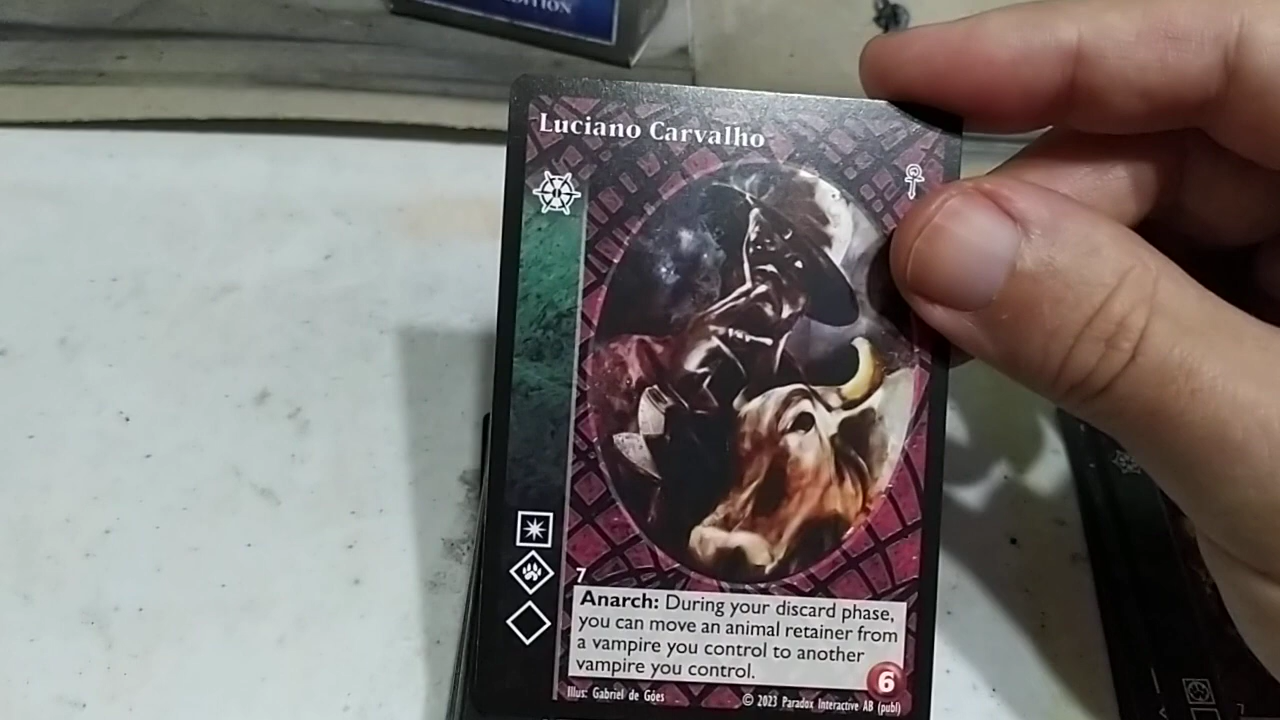 EDITION
Luciano Carvalho
7
Anarch: During your discard phase,
you can move an animal retainer from
a vampire you control to another
vampire you control.
6
Illus: Gabriel de Góes
© 2023 Paradox Interactive AB (publ)